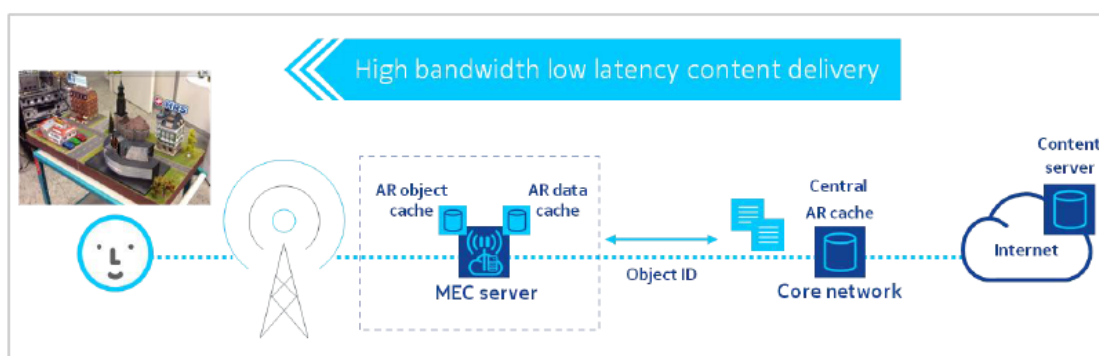 High bandwidth low latency content delivery
MHS
Content
server
AR object
cache
AR data
cache
Central
AR cache
Internet
Object ID
MEC server
Core network